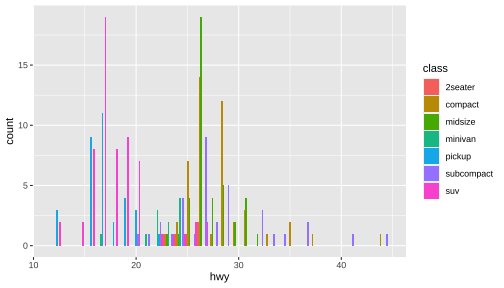 15
10
5
0
count
10
20
30
40
hwy
class
2seater
compact
midsize
minivan
pickup
subcompact
suv